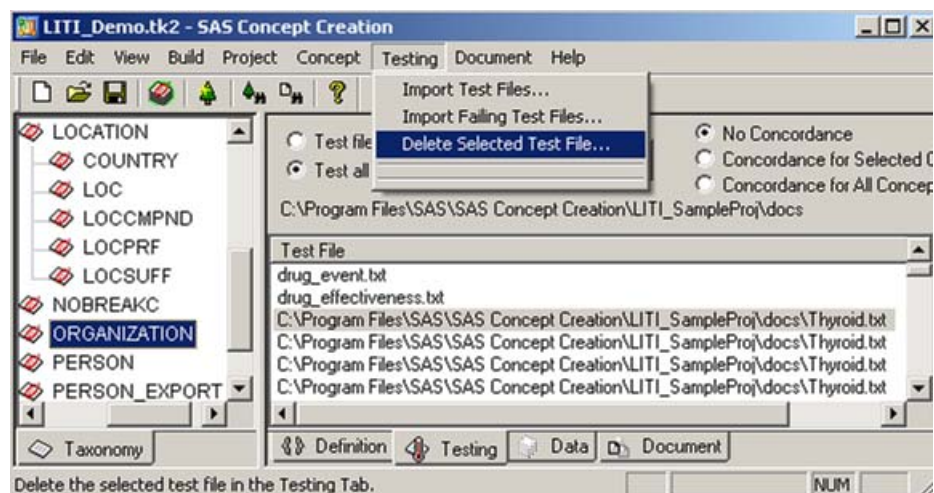 LITI_Demo.tk2 - SAS Concept Creation
File Edit View Build Project Concept Testing Document Help
Import Test Files...
Import Failing Test Files...
Delete Selected Test File...
LOCATION
COUNTRY
LOC
LOCCMPND
LOCPRF
LOCSUFF
NOBREAKC
ORGANIZATION
PERSON
PERSON_EXPORT
Taxonomy
Test file
Test all
No Concordance
Concordance for Selected C
Concordance for All Concep
C:\Program Files\SAS\SAS Concept Creation\LITI_SampleProj\docs
Test File
drug_event.txt
drug_effectiveness.txt
C:\Program Files\SAS\SAS Concept Creation\LITI_SampleProj\docs\Thyroid.txt
C:\Program Files\SAS\SAS Concept Creation\LITI_SampleProj\docs\Thyroid.txt
C:\Program Files\SAS\SAS Concept Creation\LITI_SampleProj\docs\Thyroid.txt
C:\Program Files\SAS\SAS Concept Creation\LITI_SampleProj\docs\Thyroid.txt
Definition Testing Data Document
Delete the selected test file in the Testing Tab. NUM